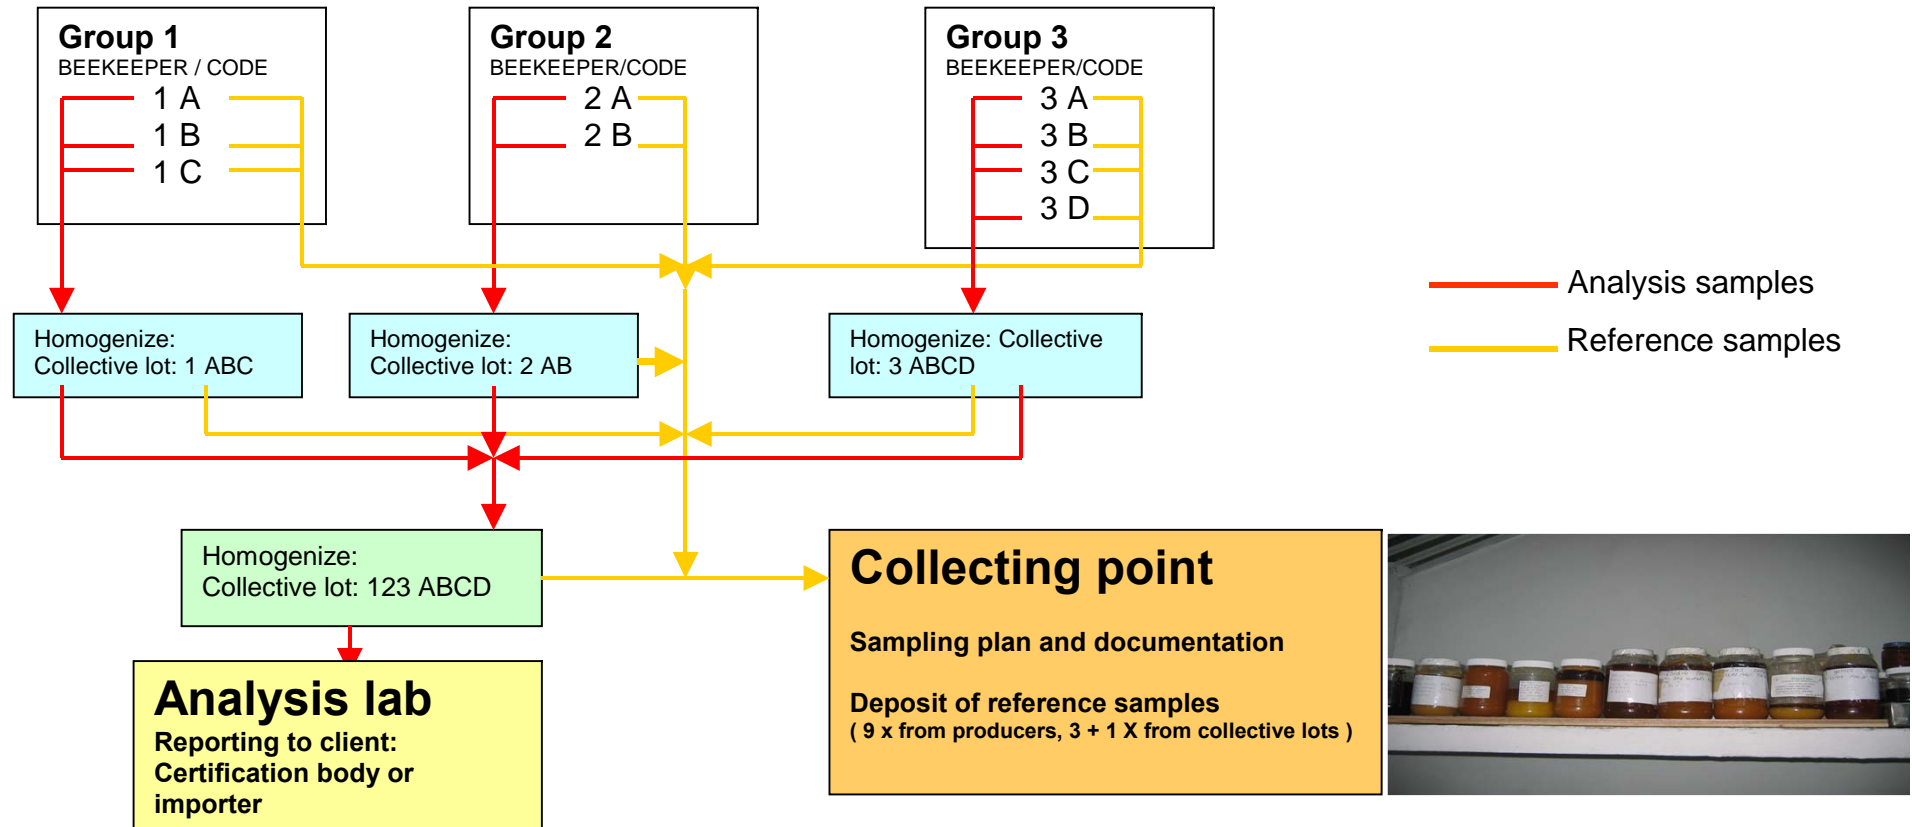 Group 1
BEEKEEPER / CODE
1 A
1 B
1 C
Group 2
BEEKEEPER/CODE
2 A
2 B
Group 3
BEEKEEPER/CODE
3 A
3 B
3 C
3 D
Analysis samples
Reference samples
Homogenize:
Collective lot: 1 ABC
Homogenize:
Collective lot: 2 AB
Homogenize: Collective
lot: 3 ABCD
Homogenize:
Collective lot: 123 ABCD
Collecting point
Sampling plan and documentation
Deposit of reference samples
( 9 x from producers, 3 + 1 X from collective lots )
Analysis lab
Reporting to client:
Certification body or
importer